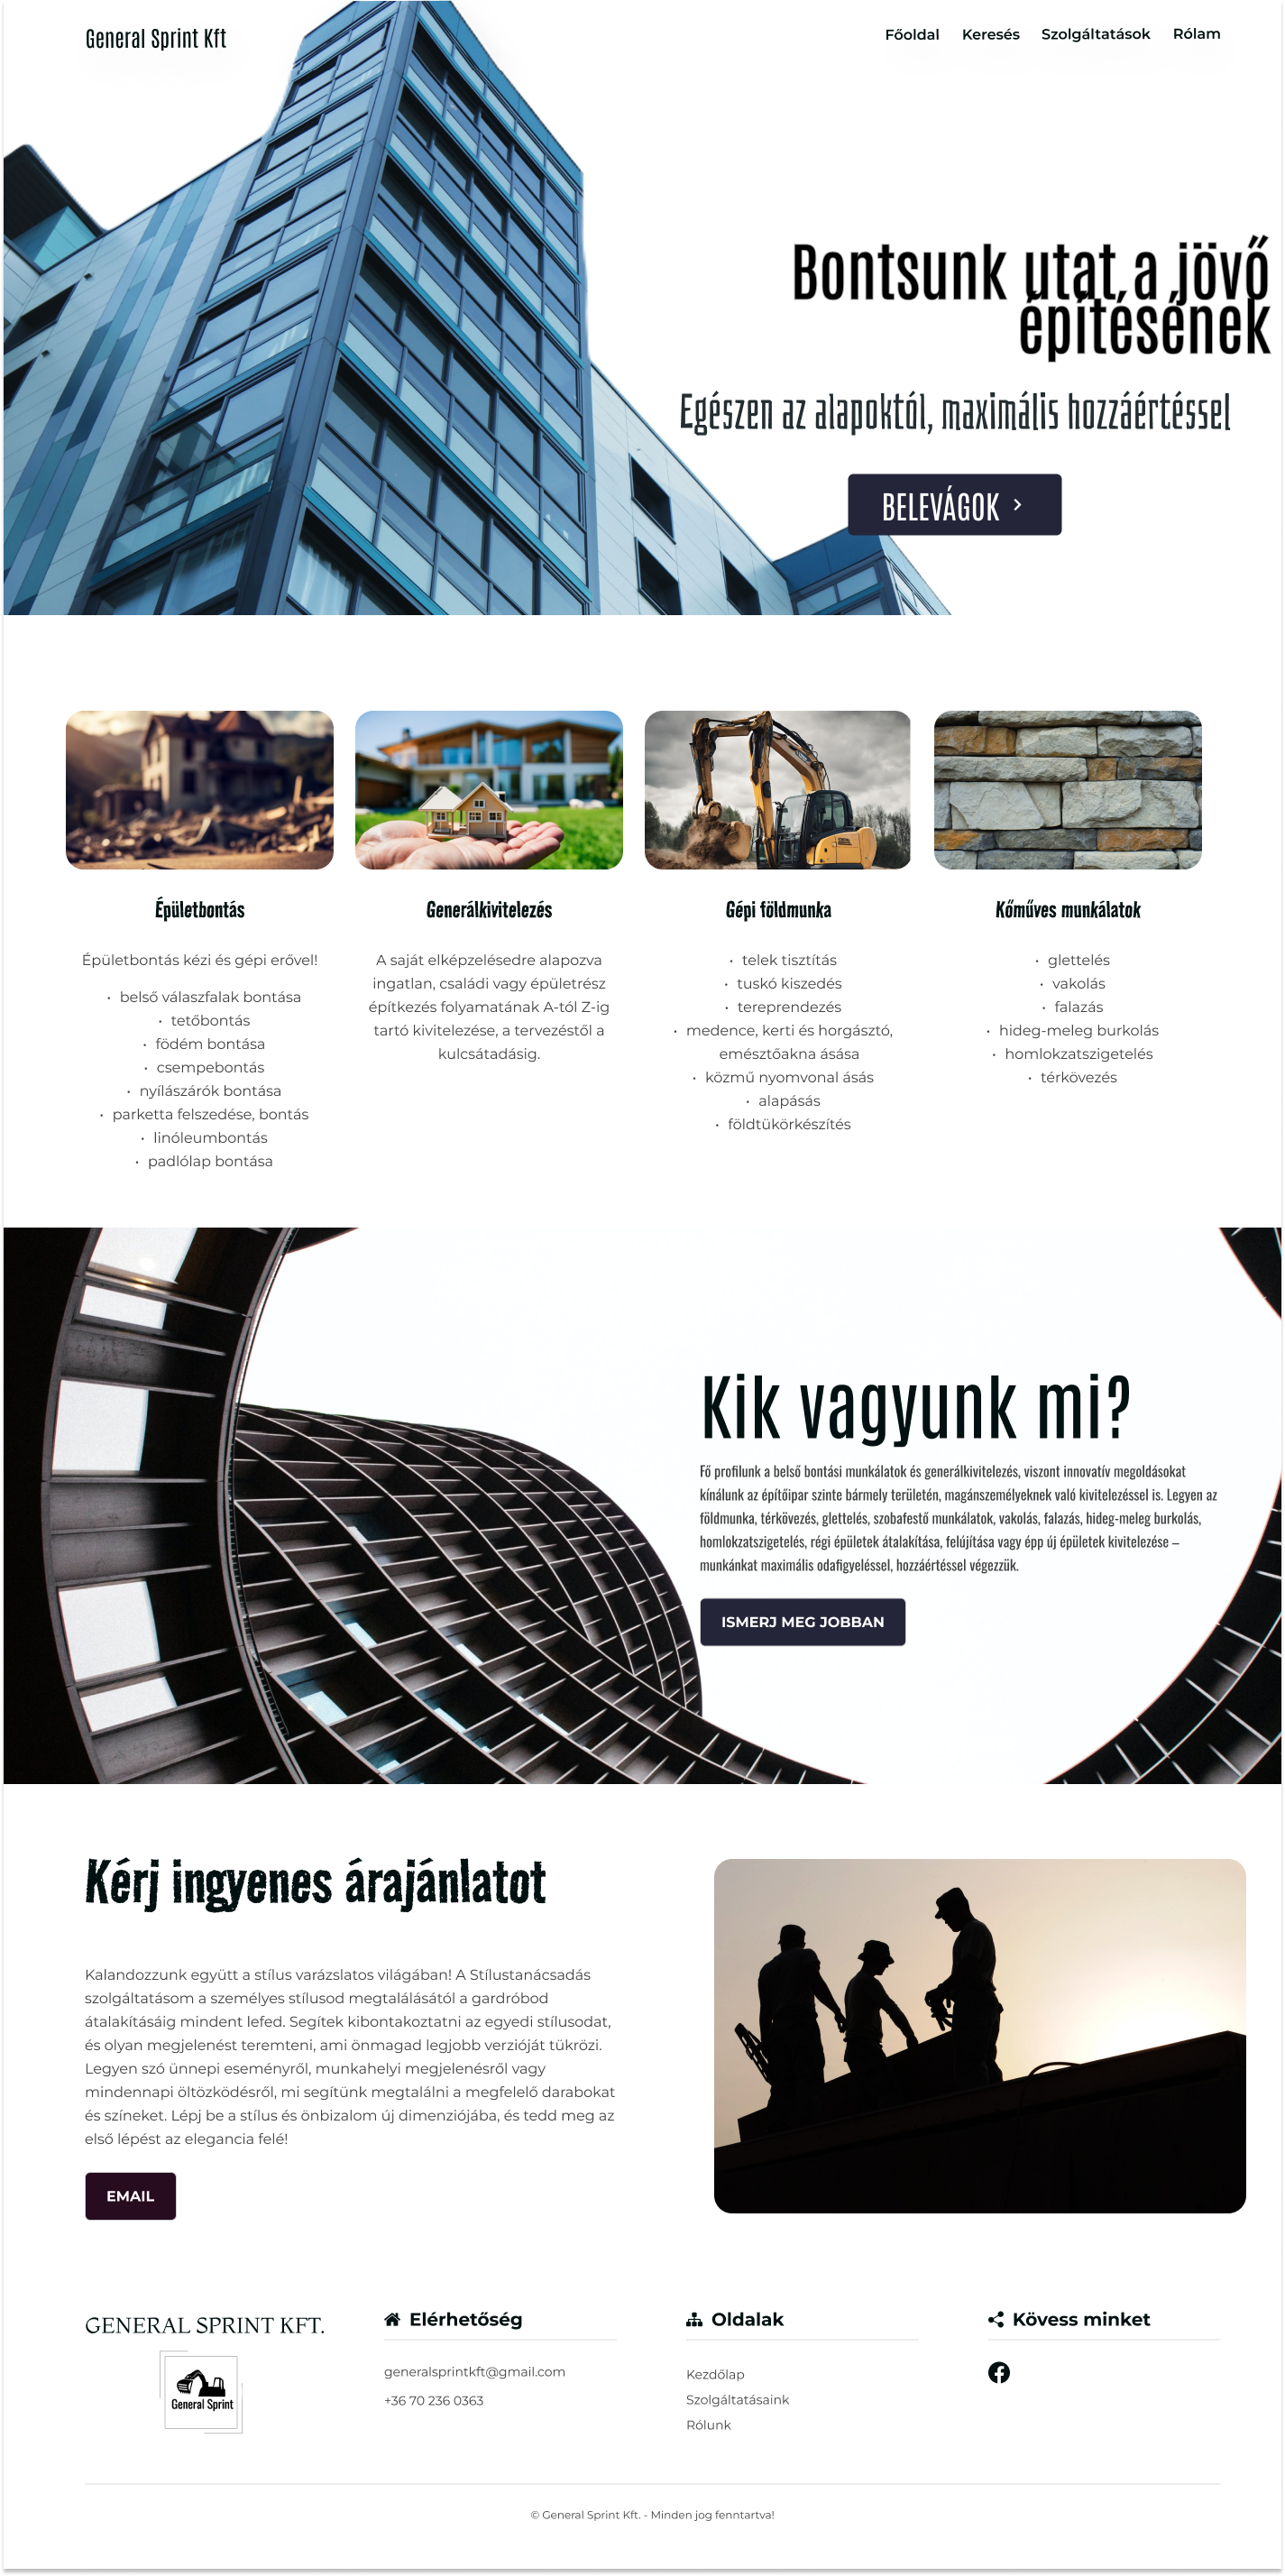 General Sprint Kft
Főoldal Keresés Szolgáltatások Rólam
Bontsunk utat a jövő
építésének
Egészen az alapoktól, maximális hozzáértéssel
BELEVÁGOK
Épületbontás
Épületbontás kézi és gépi erővel!
• belső válaszfalak bontása
• tetőbontás
• födém bontása
• csempebontás
• nyílászárók bontása
• parketta felszedése, bontás
• linóleumbontás
• padlólap bontása
Generálkivitelezés
A saját elképzelésedre alapozva
ingatlan, családi vagy épületrész
építkezés folyamatának A-tól Z-ig
tartó kivitelezése, a tervezéstől a
kulcsátadásig.
Gépi földmunka
• telek tisztítás
• tuskó kiszedés
• tereprendezés
• medence, kerti és horgásztó,
emésztőakna ásása
• közmű nyomvonal ásás
• alapásás
• földtükörkészítés
Kőműves munkálatok
• glettelés
• vakolás
• falazás
• hideg-meleg burkolás
• homlokzatszigetelés
• térkövezés
Kik vagyunk mi?
Fő profilunk a belső bontási munkálatok és generálkivitelezés, viszont innovatív megoldásokat
kínálunk az építőipar szinte bármely területén, magánszemélyeknek való kivitelezéssel is. Legyen az
földmunka, térkövezés, glettelés, szobafestő munkálatok, vakolás, falazás, hideg-meleg burkolás,
homlokzatszigetelés, régi épületek átalakítása, felújítása vagy épp új épületek kivitelezése –
munkánkat maximális odafigyeléssel, hozzáértéssel végezzük.
ISMERJ MEG JOBBAN
Kérj ingyenes árajánlatot
Kalandozzunk együtt a stílus varázslatos világában! A Stílustanácsadás
szolgáltatásom a személyes stílusod megtalálásától a gardróbod
átalakításáig mindent lefed. Segítek kibontakoztatni az egyedi stílusodat,
és olyan megjelenést teremteni, ami önmagad legjobb verzióját tükrözi.
Legyen szó ünnepi eseményről, munkahelyi megjelenésről vagy
mindennapi öltözködésről, mi segítünk megtalálni a megfelelő darabokat
és színeket. Lépj be a stílus és önbizalom új dimenziójába, és tedd meg az
első lépést az elegancia felé!
EMAIL
GENERAL SPRINT KFT.
General Sprint
Elérhetőség
generalsprintkft@gmail.com
+36 70 236 0363
Oldalak
Kezdőlap
Szolgáltatásaink
Rólunk
Kövess minket
© General Sprint Kft. - Minden jog fenntartva!